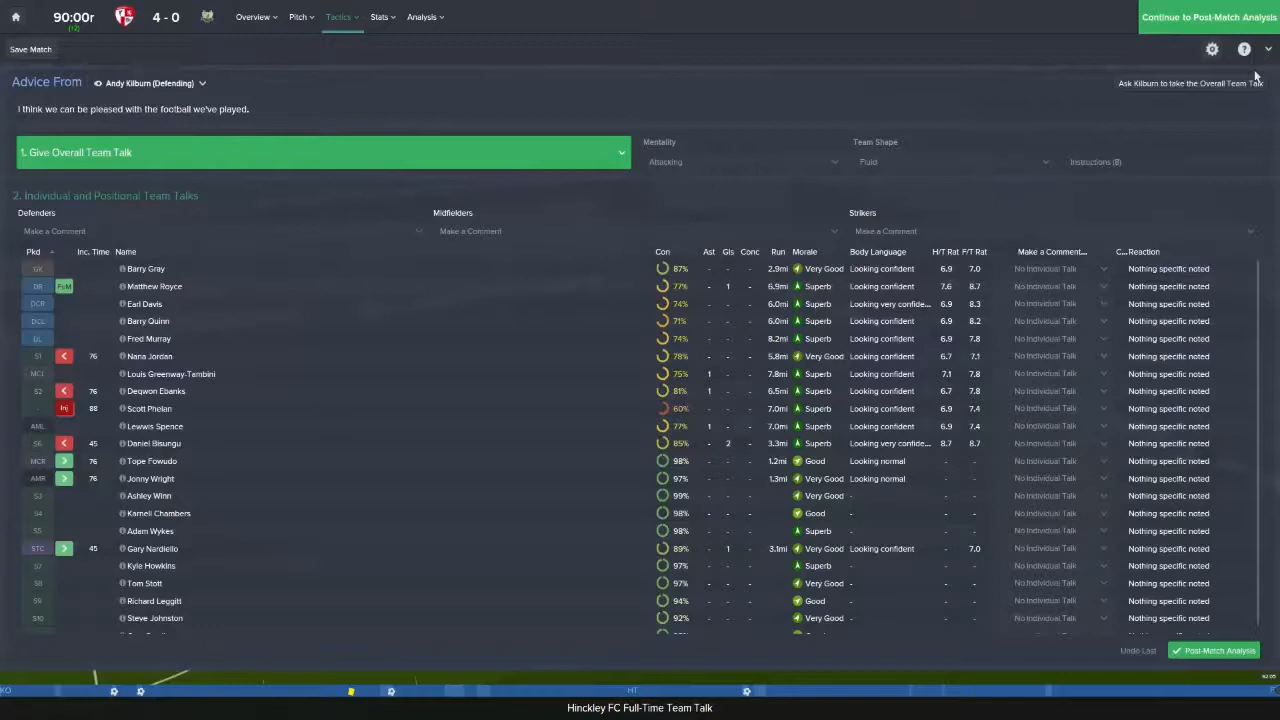 90:00r
(+2)
4 - 0
Overview
Pitch
Tactics
Stats
Analysis
Continue to Post-Match Analysis
Save Match
?
Advice From Andy Kilburn (Defending)
Ask Kilburn to take the Overall Team Talk
I think we can be pleased with the football we've played.
1. Give Overall Team Talk
Mentality
Attacking
Team Shape
Fluid
Instructions (8)
2. Individual and Positional Team Talks
Defenders Midfielders Strikers
Make a Comment Make a Comment Make a Comment
Pkd Inc. Time Name Con Ast Gls Conc Run Morale Body Language H/T Rat F/T Rat Make a Comment... C... Reaction
GK Barry Gray 87% - - - 2.9mi Very Good Looking confident 6.9 7.0 No Individual Talk Nothing specific noted
DR FuM Matthew Royce 77% - 1 - 6.9mi Superb Looking confident 7.6 8.7 No Individual Talk Nothing specific noted
DCR Earl Davis 74% - - - 6.0mi Superb Looking very confide... 6.9 8.3 No Individual Talk Nothing specific noted
DCL Barry Quinn 71% - - - 6.0mi Superb Looking confident 6.9 8.2 No Individual Talk Nothing specific noted
DL Fred Murray 74% - - - 8.2mi Superb Looking confident 6.9 7.8 No Individual Talk Nothing specific noted
S1 76 Nana Jordan 78% - - - 5.8mi Very Good Looking confident 6.7 7.1 No Individual Talk Nothing specific noted
MCL Louis Greenway-Tambini 75% 1 - - 7.8mi Superb Looking confident 7.1 7.8 No Individual Talk Nothing specific noted
S2 76 Deqwon Ebanks 81% 1 - - 6.5mi Superb Looking confident 6.7 7.8 No Individual Talk Nothing specific noted
- Inj 88 Scott Phelan 60% - - - 7.0mi Superb Looking confident 6.9 7.4 No Individual Talk Nothing specific noted
AML Lewwis Spence 77% 1 - - 7.0mi Superb Looking confident 6.9 7.4 No Individual Talk Nothing specific noted
S6 45 Daniel Bisungu 85% - 2 - 3.3mi Superb Looking very confide... 8.7 8.7 No Individual Talk Nothing specific noted
MCR 76 Tope Fowudo 98% - - - 1.2mi Good Looking normal - - No Individual Talk Nothing specific noted
AMR 76 Jonny Wright 97% - - - 1.3mi Very Good Looking normal - - No Individual Talk Nothing specific noted
S3 Ashley Winn 99% - - - Very Good - - - No Individual Talk Nothing specific noted
S4 Karnell Chambers 98% - - - Good - - - No Individual Talk Nothing specific noted
S5 Adam Wykes 98% - - - Superb - - - No Individual Talk Nothing specific noted
STC 45 Gary Nardiello 89% - 1 - 3.1mi Very Good Looking confident - 7.0 No Individual Talk Nothing specific noted
S7 Kyle Howkins 97% - - - Superb - - - No Individual Talk Nothing specific noted
S8 Tom Stott 97% - - - Very Good - - - No Individual Talk Nothing specific noted
S9 Richard Leggitt 94% - - - Good - - - No Individual Talk Nothing specific noted
S10 Steve Johnston 92% - - - Very Good - - - No Individual Talk Nothing specific noted
Undo Last
Post-Match Analysis
92:05
KO HT F
Hinckley FC Full-Time Team Talk